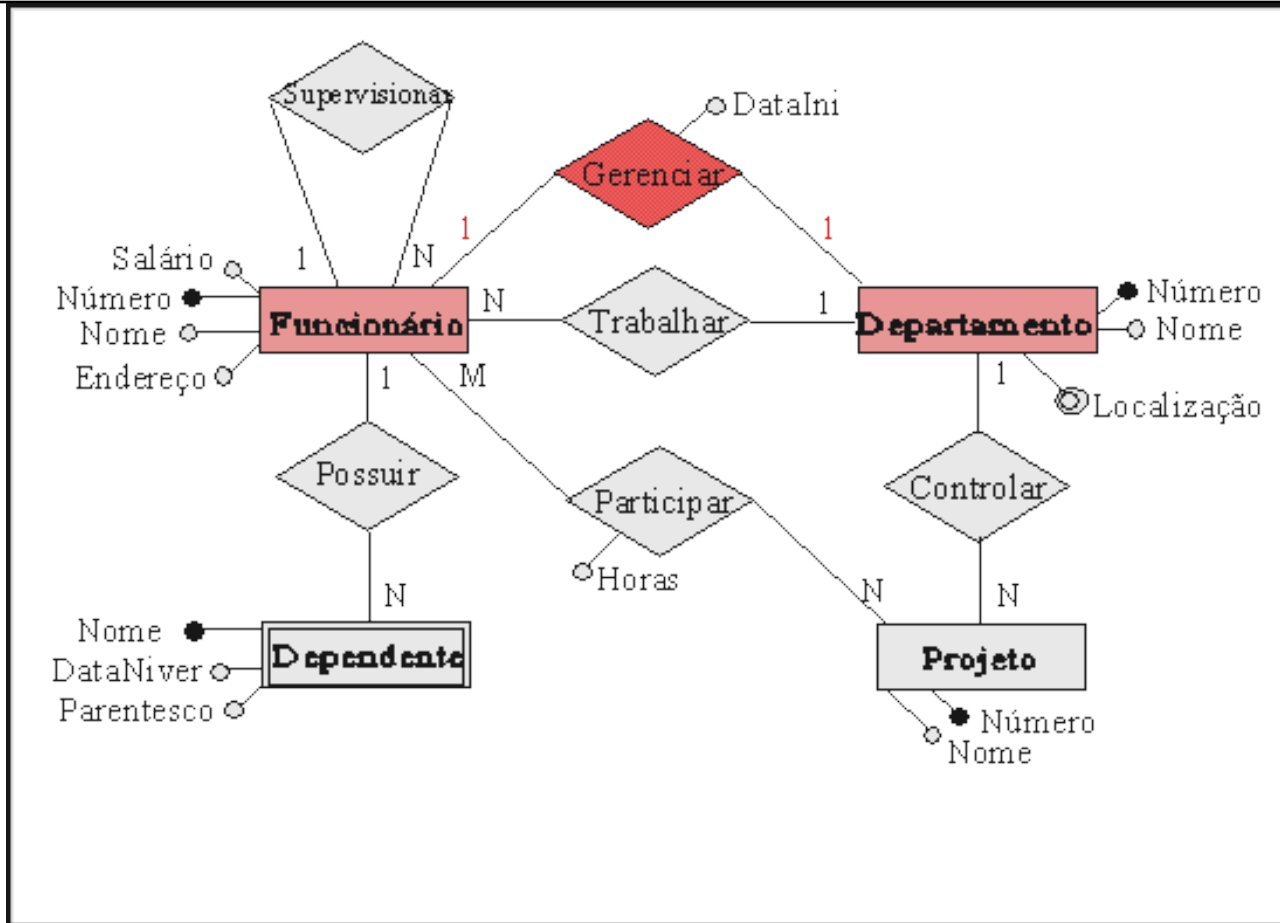 Supervisionar
DataIni
Gerenciar
1
1
Salário
1
N
Número
N
Trabalhar
1
Número
Nome
Funcionário
Departamento
Nome
Endereço
1
M
1
Localização
Possuir
Participar
Controlar
Horas
N
N
N
Nome
Dependente
Projeto
DataNiver
Parentesco
Número
Nome